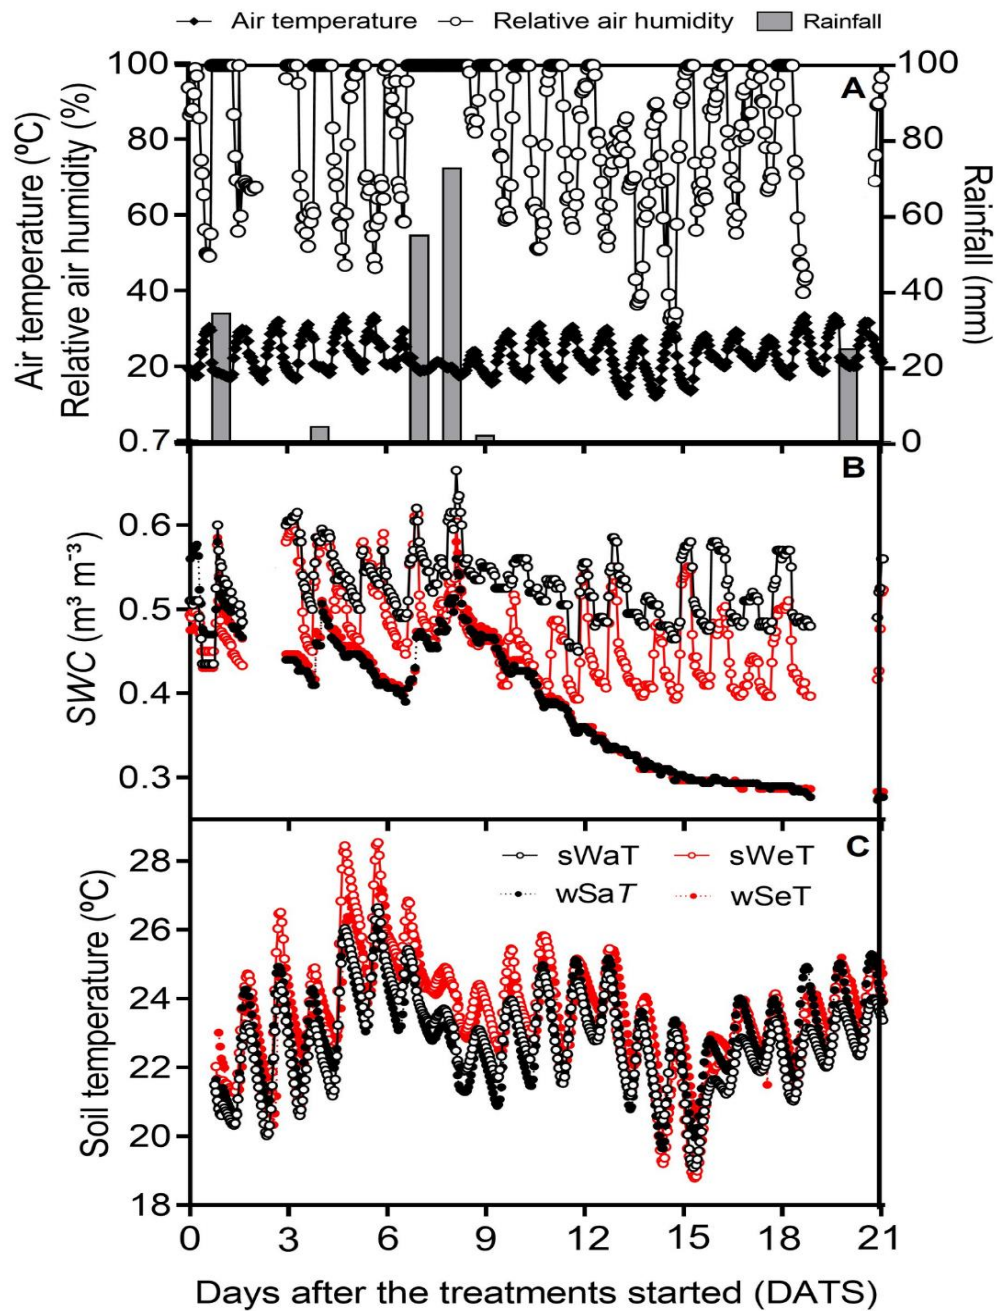 Air temperature Relative air humidity Rainfall
A
Air temperature (ºC)
Relative air humidity (%)
100
80
60
40
20
0.7
100
80
60
40
20
0
Rainfall (mm)
B
SWC (m³ m⁻³)
0.6
0.5
0.4
0.3
C
sWaT sWeT
wSaT wSeT
Soil temperature (ºC)
28
26
24
22
20
18
0 3 6 9 12 15 18 21
Days after the treatments started (DATS)